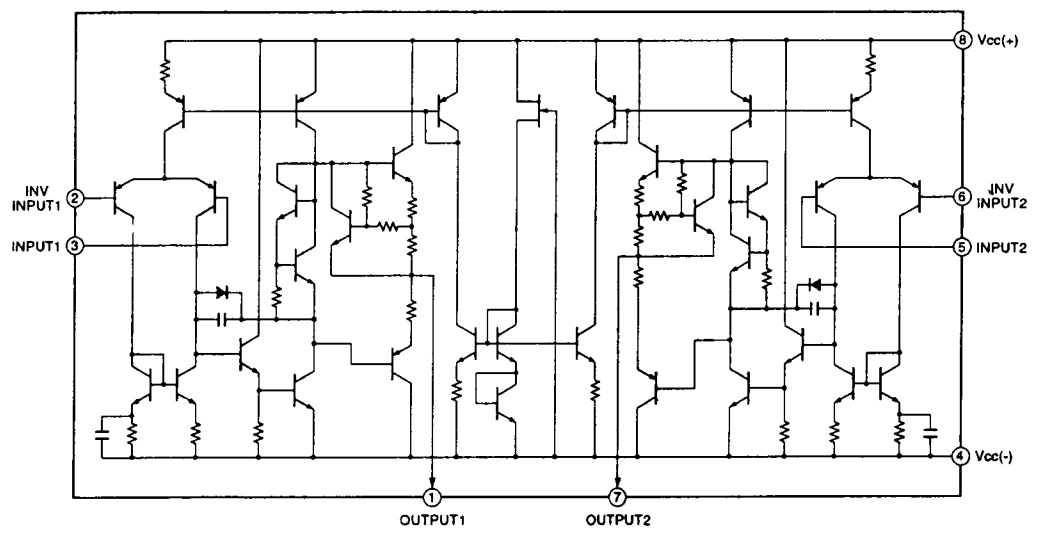 8 Vcc(+)
INV
2 INPUT1
INV
6 INPUT2
INPUT1 3
5 INPUT2
4 Vcc(-)
1
7
OUTPUT1
OUTPUT2